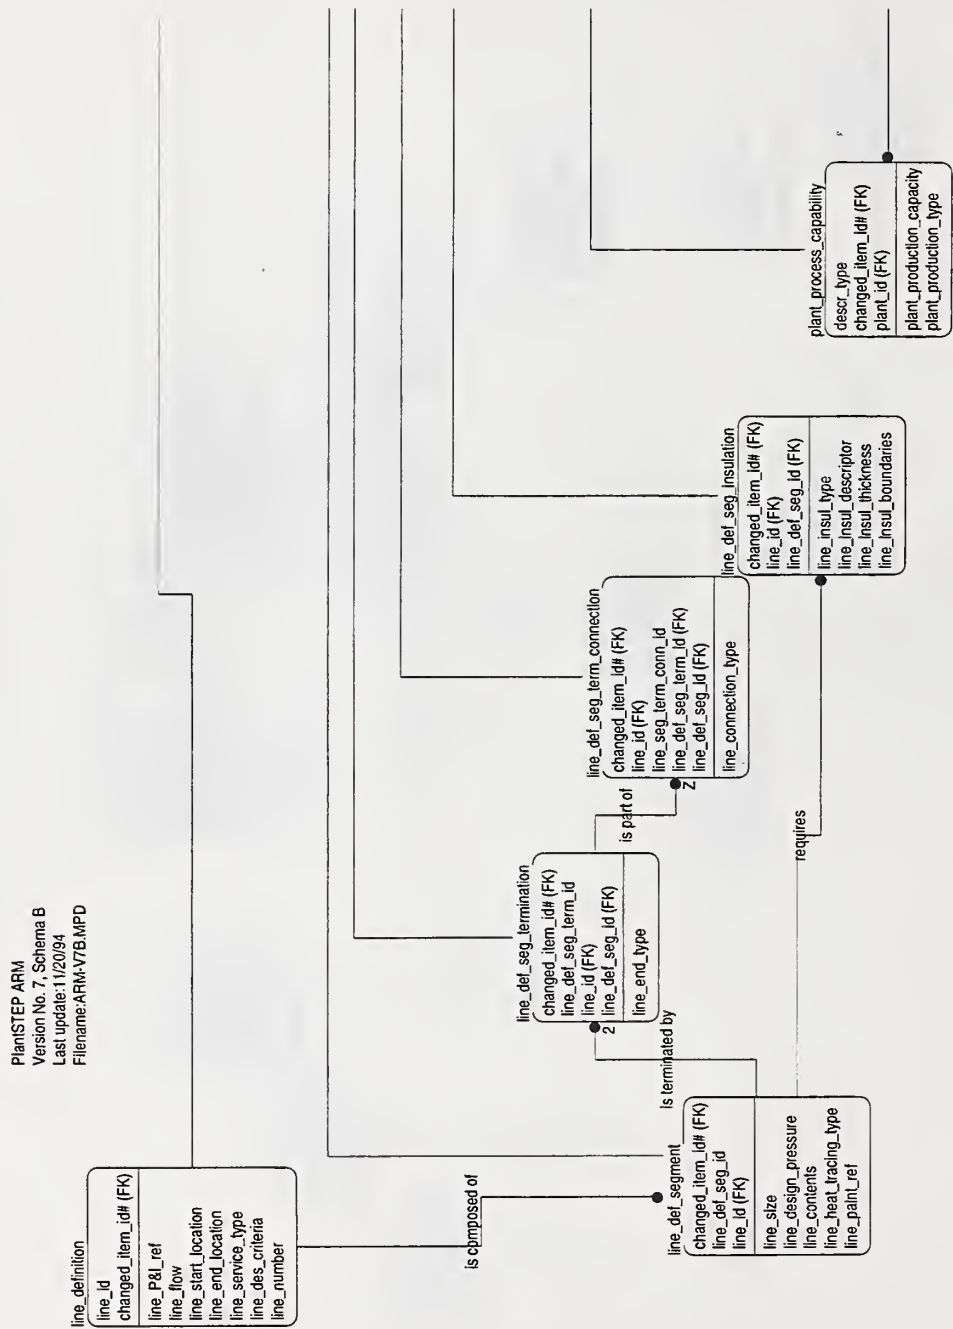 PlantSTEP ARM
Version No. 7, Schema B
Last update:11/20/94
Filename:ARM-V7B.MPD
line_definition
line_id
changed_item_id# (FK)
line_P&I_ref
line_flow
line_start_location
line_end_location
line_service_type
line_des_criteria
line_number
is composed of
line_def_segment
changed_item_id# (FK)
line_def_seg_id
line_id (FK)
line_size
line_design_pressure
line_contents
line_heat_tracing_type
line_paint_ref
is terminated by
2
line_def_seg_termination
changed_item_id# (FK)
line_def_seg_term_id
line_id (FK)
line_def_seg_id (FK)
line_end_type
is part of
Z
line_def_seg_term_connection
changed_item_id# (FK)
line_id (FK)
line_seg_term_conn_id
line_def_seg_term_id (FK)
line_def_seg_id (FK)
line_connection_type
requires
line_def_seg_insulation
changed_item_id# (FK)
line_id (FK)
line_def_seg_id (FK)
line_insul_type
line_insul_descriptor
line_insul_thickness
line_insul_boundaries
plant_process_capability
descr_type
changed_item_id# (FK)
plant_id (FK)
plant_production_capacity
plant_production_type